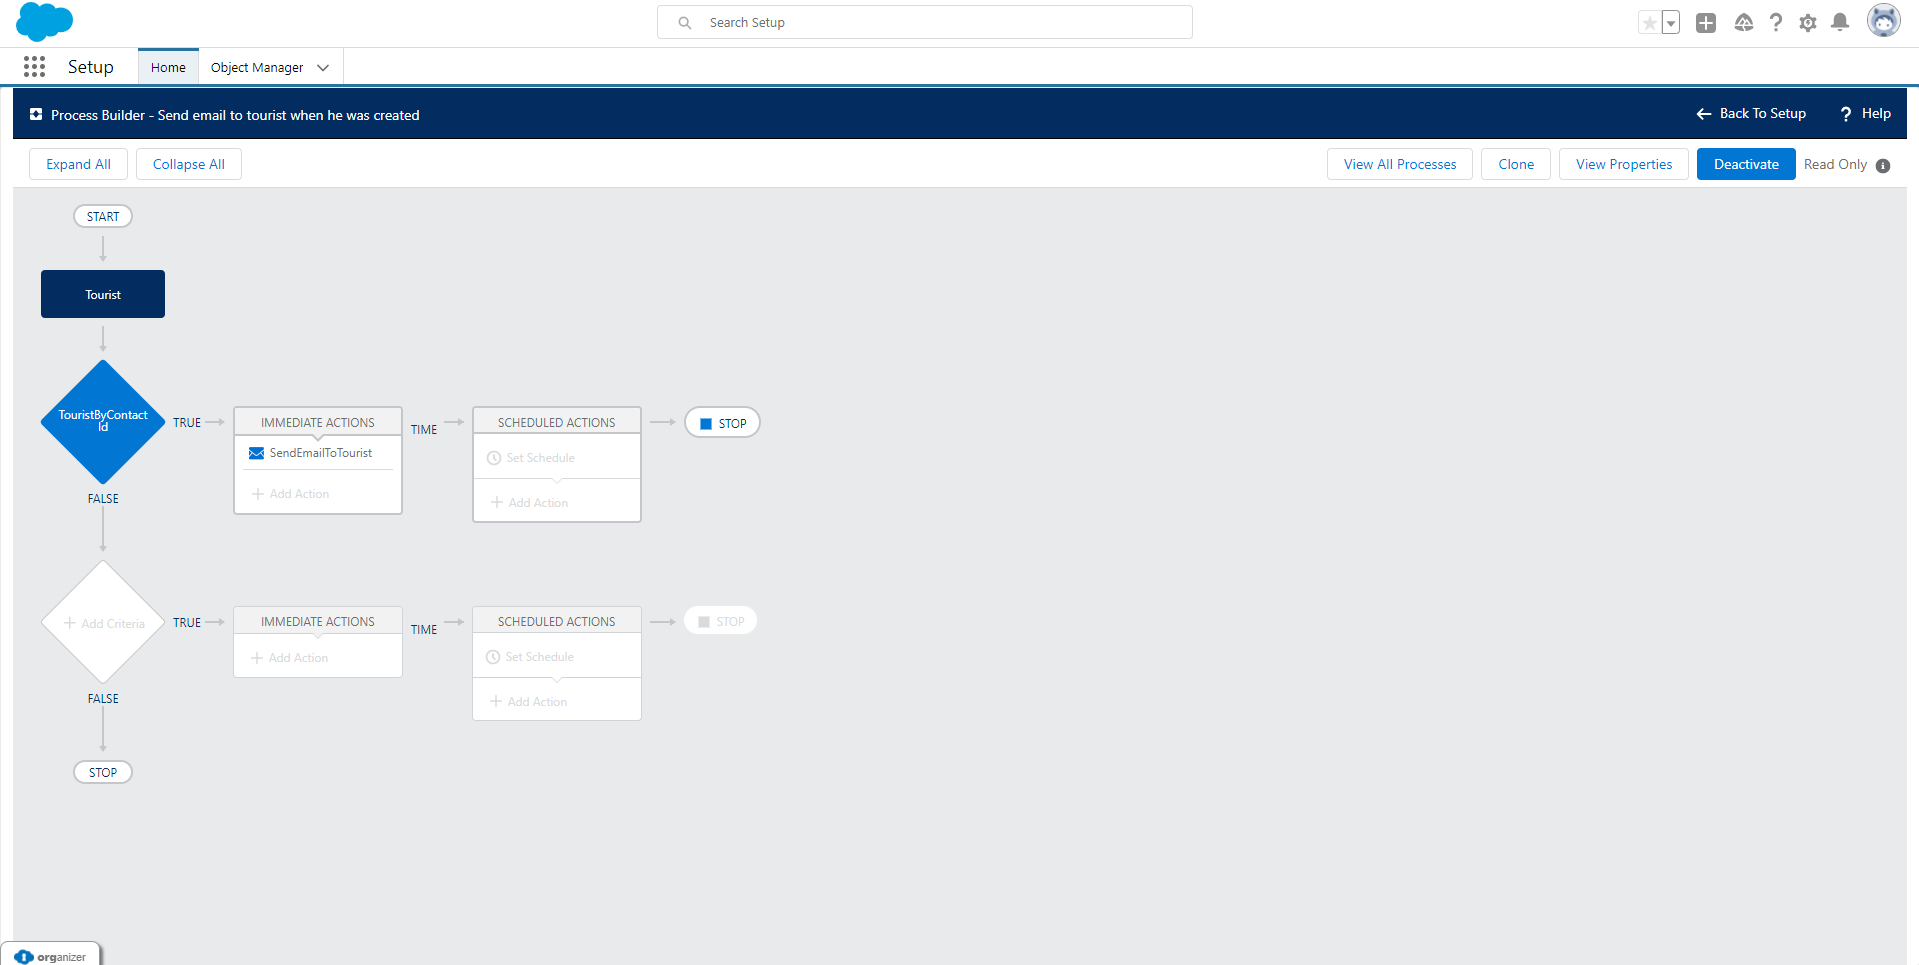 Search Setup
Setup
Home
Object Manager
Process Builder - Send email to tourist when he was created
Back To Setup
? Help
Expand All
Collapse All
View All Processes
Clone
View Properties
Deactivate
Read Only
START
Tourist
TouristByContact
Id
TRUE
IMMEDIATE ACTIONS
SendEmailToTourist
Add Action
TIME
SCHEDULED ACTIONS
Set Schedule
Add Action
STOP
FALSE
Add Criteria
TRUE
IMMEDIATE ACTIONS
Add Action
TIME
SCHEDULED ACTIONS
Set Schedule
Add Action
STOP
FALSE
STOP
organizer